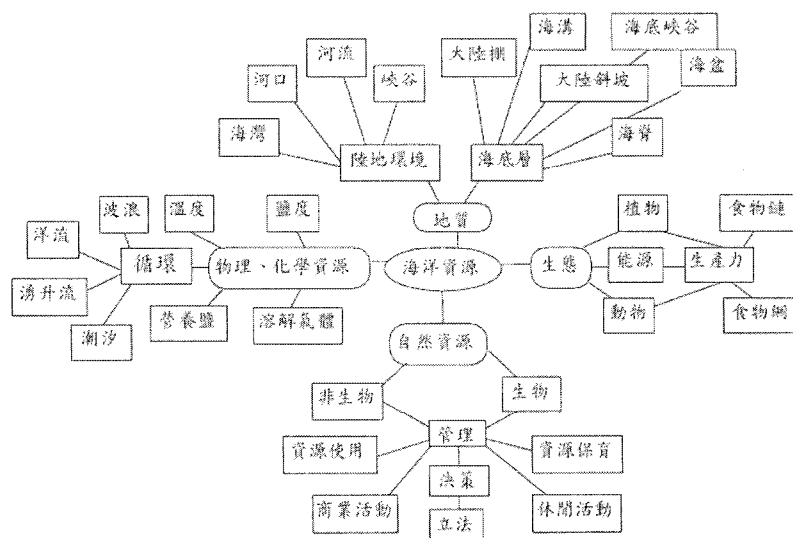 海溝
海底峽谷
河流
大陸棚
海盆
河口
峽谷
大陸斜坡
海灣
陸地環境
海底層
海脊
地質
波浪
溫度
鹽度
植物
食物鏈
洋流
循環
物理、化學資源
海洋資源
生態
能源
生產力
湧升流
潮汐
營養鹽
溶解氣體
動物
食物網
自然資源
非生物
生物
管理
資源使用
資源保育
決策
商業活動
立法
休閒活動